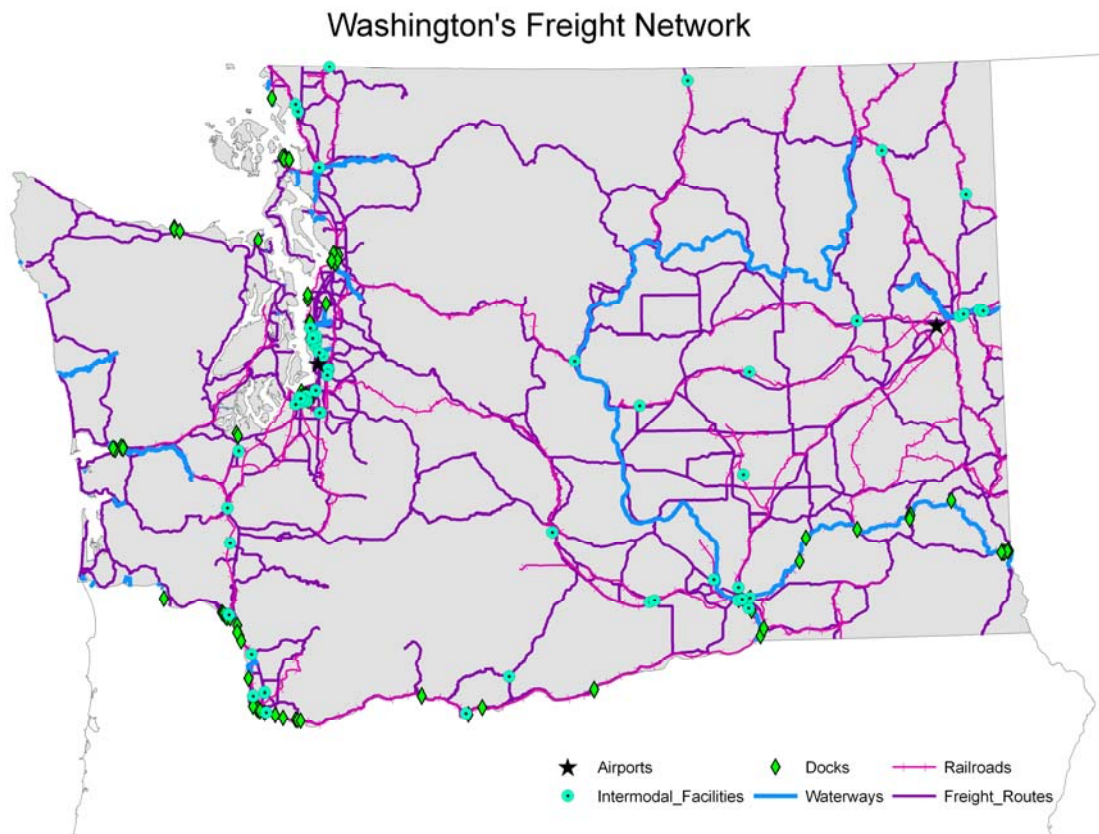 Washington's Freight Network
Airports Docks Railroads
Intermodal_Facilities Waterways Freight_Routes